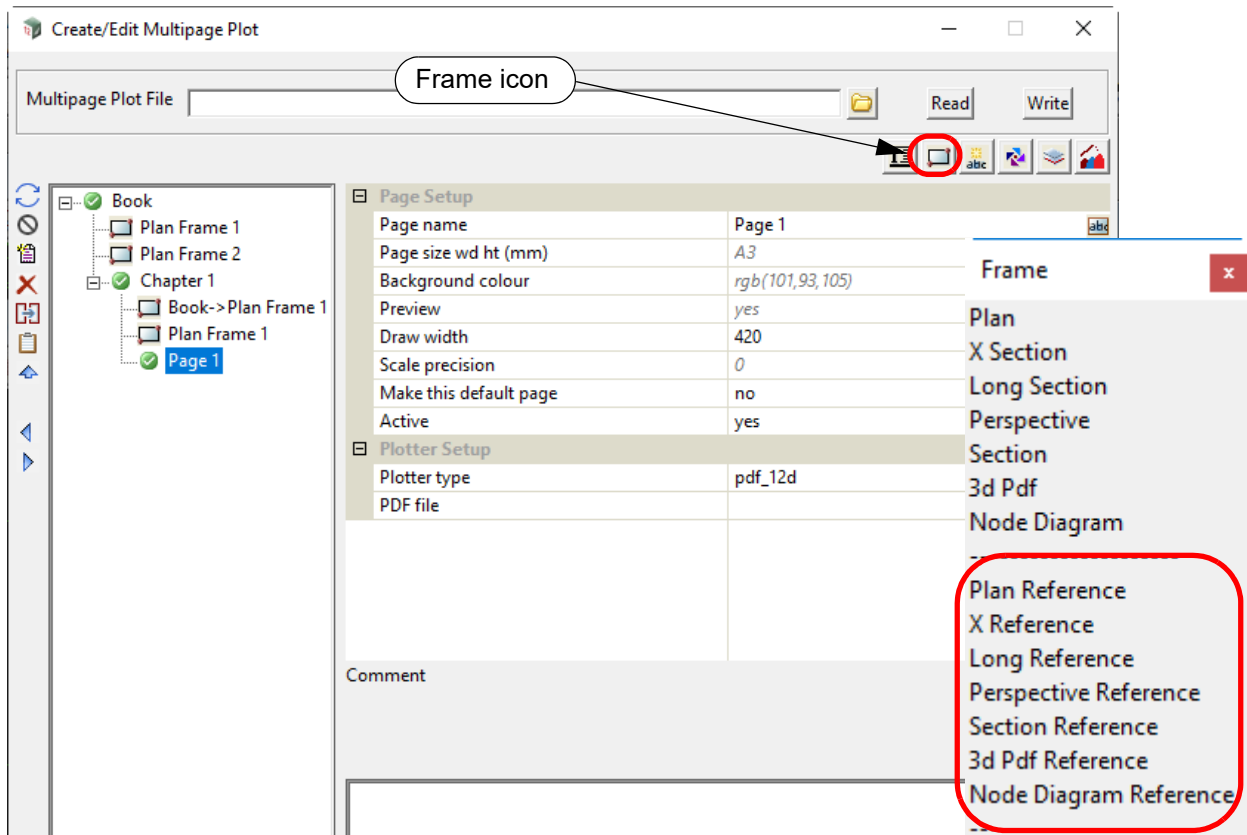 Create/Edit Multipage Plot
Frame icon
Multipage Plot File
Read
Write
abc
Book
Plan Frame 1
Plan Frame 2
Chapter 1
Book->Plan Frame 1
Plan Frame 1
Page 1
Page Setup
Page name Page 1 abc
Page size wd ht (mm) A3
Background colour rgb(101,93,105)
Preview yes
Draw width 420
Scale precision 0
Make this default page no
Active yes
Plotter Setup
Plotter type pdf_12d
PDF file
Comment
Frame x
Plan
X Section
Long Section
Perspective
Section
3d Pdf
Node Diagram
Plan Reference
X Reference
Long Reference
Perspective Reference
Section Reference
3d Pdf Reference
Node Diagram Reference